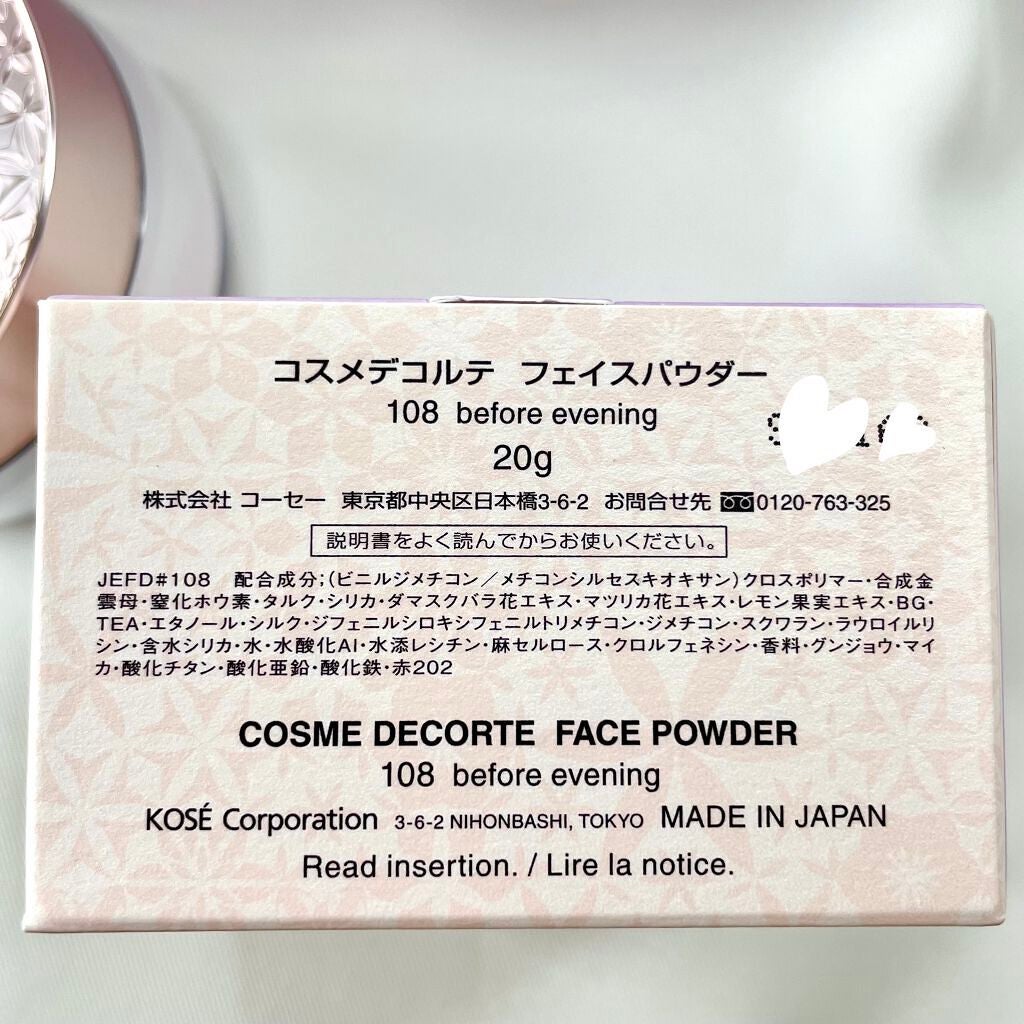 コスメデコルテ フェイスパウダー
108 before evening
20g
株式会社 コーセー 東京都中央区日本橋3-6-2 お問合せ先 0120-763-325
説明書をよく読んでからお使いください。
JEFD#108 配合成分;(ビニルジメチコン/メチコンシルセスキオキサン)クロスポリマー・合成金
雲母・窒化ホウ素・タルク・シリカ・ダマスクバラ花エキス・マツリカ花エキス・レモン果実エキス・BG・
TEA・エタノール・シルク・ジフェニルシロキシフェニルトリメチコン・ジメチコン・スクワラン・ラウロイルリ
シン・含水シリカ・水・水酸化Al・水添レシチン・麻セルロース・クロルフェネシン・香料・グンジョウ・マイ
カ・酸化チタン・酸化亜鉛・酸化鉄・赤202
COSME DECORTE FACE POWDER
108 before evening
KOSÉ Corporation 3-6-2 NIHONBASHI, TOKYO MADE IN JAPAN
Read insertion. / Lire la notice.